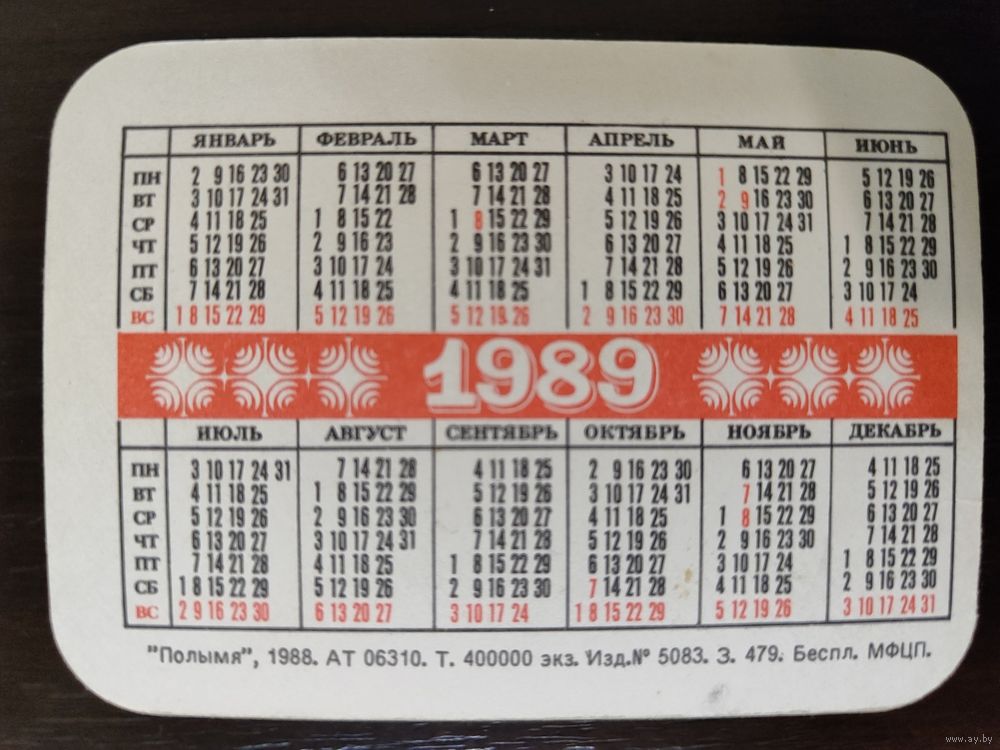 ЯНВАРЬ ФЕВРАЛЬ МАРТ АПРЕЛЬ МАЙ ИЮНЬ
ПН 2 9 16 23 30 6 13 20 27 6 13 20 27 3 10 17 24 1 8 15 22 29 5 12 19 26
ВТ 3 10 17 24 31 7 14 21 28 7 14 21 28 4 11 18 25 2 9 16 23 30 6 13 20 27
СР 4 11 18 25 1 8 15 22 1 8 15 22 29 5 12 19 26 3 10 17 24 31 7 14 21 28
ЧТ 5 12 19 26 2 9 16 23 2 9 16 23 30 6 13 20 27 4 11 18 25 1 8 15 22 29
ПТ 6 13 20 27 3 10 17 24 3 10 17 24 31 7 14 21 28 5 12 19 26 2 9 16 23 30
СБ 7 14 21 28 4 11 18 25 4 11 18 25 1 8 15 22 29 6 13 20 27 3 10 17 24
ВС 1 8 15 22 29 5 12 19 26 5 12 19 26 2 9 16 23 30 7 14 21 28 4 11 18 25
1989
ИЮЛЬ АВГУСТ СЕНТЯБРЬ ОКТЯБРЬ НОЯБРЬ ДЕКАБРЬ
ПН 3 10 17 24 31 7 14 21 28 4 11 18 25 2 9 16 23 30 6 13 20 27 4 11 18 25
ВТ 4 11 18 25 1 8 15 22 29 5 12 19 26 3 10 17 24 31 7 14 21 28 5 12 19 26
СР 5 12 19 26 2 9 16 23 30 6 13 20 27 4 11 18 25 1 8 15 22 29 6 13 20 27
ЧТ 6 13 20 27 3 10 17 24 31 7 14 21 28 5 12 19 26 2 9 16 23 30 7 14 21 28
ПТ 7 14 21 28 4 11 18 25 1 8 15 22 29 6 13 20 27 3 10 17 24 1 8 15 22 29
СБ 1 8 15 22 29 5 12 19 26 2 9 16 23 30 7 14 21 28 4 11 18 25 2 9 16 23 30
ВС 2 9 16 23 30 6 13 20 27 3 10 17 24 1 8 15 22 29 5 12 19 26 3 10 17 24 31
"Полымя", 1988. АТ 06310. Т. 400000 экз. Изд.№ 5083. З. 479. Беспл. МФЦП.
www.ay.by